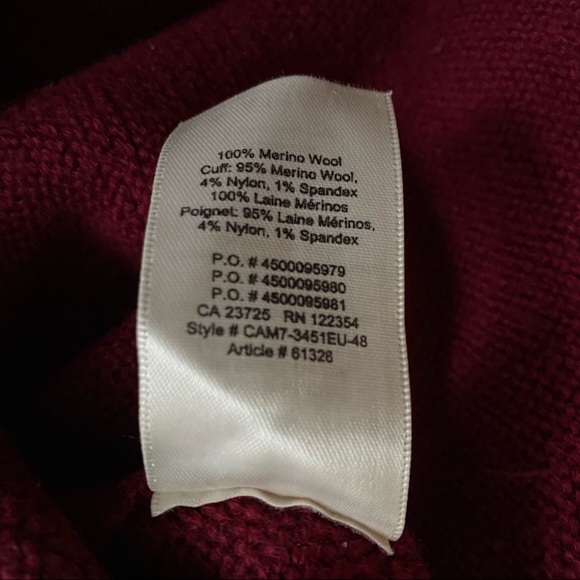 100% Merino Wool
Cuff: 95% Merino Wool,
4% Nylon, 1% Spandex
100% Laine Mérinos
Poignet: 95% Laine Mérinos,
4% Nylon, 1% Spandex
P.O. # 4500095979
P.O. # 4500095980
P.O. # 4500095981
CA 23725 RN 122354
Style # CAM7-3451EU-48
Article # 61326